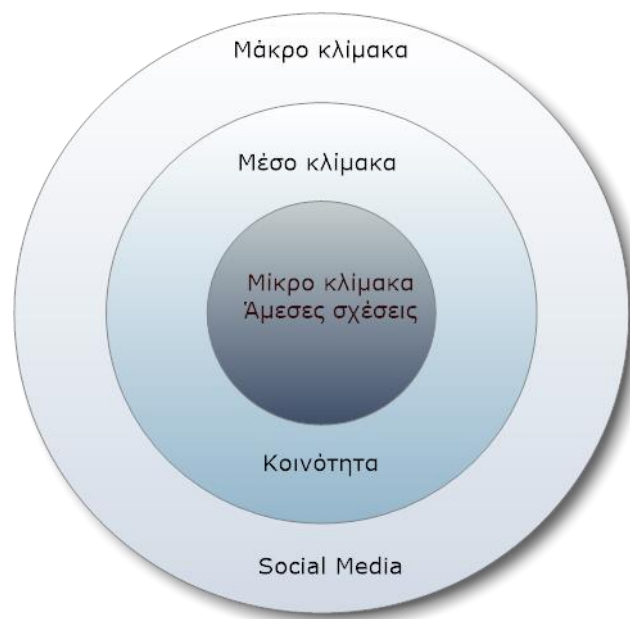 Μάκρο κλίμακα
Μέσο κλίμακα
Μίκρο κλίμακα
Άμεσες σχέσεις
Κοινότητα
Social Media